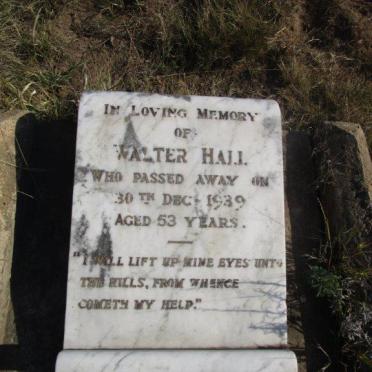 IN LOVING MEMORY
OF
WALTER HALL
WHO PASSED AWAY ON
30TH DEC. 1939
AGED 53 YEARS.
"I WILL LIFT UP MINE EYES UNTO
THE HILLS, FROM WHENCE
COMETH MY HELP."